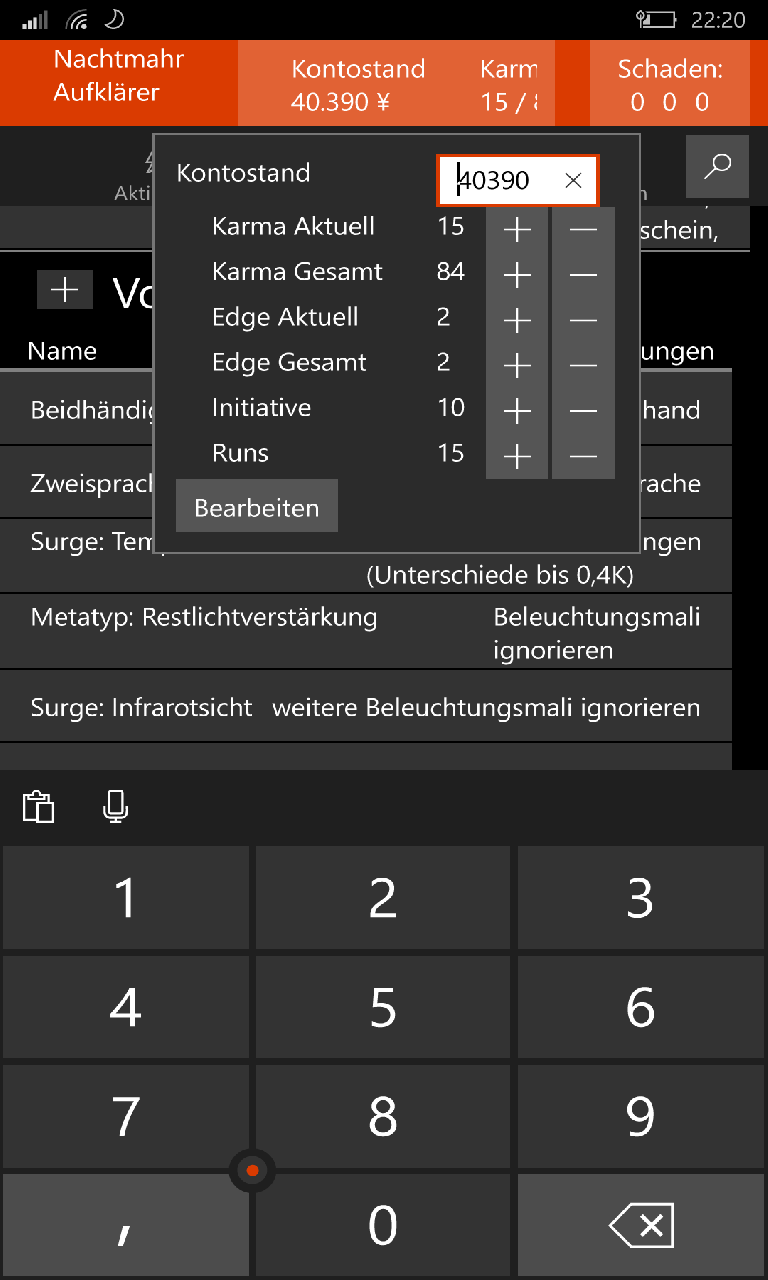 22:20
Nachtmahr
Aufklärer
Kontostand
40.390 ¥
Karm
15 /
Schaden:
0 0 0
Akti
schein,
Kontostand 40390
Karma Aktuell 15 + —
Karma Gesamt 84 + —
Edge Aktuell 2 + —
Edge Gesamt 2 + —
Initiative 10 + —
Runs 15 + —
Bearbeiten
+ Vo
Name ungen
Beidhändig hand
Zweisprach rache
Surge: Temp ngen
(Unterschiede bis 0,4K)
Metatyp: Restlichtverstärkung Beleuchtungsmali
ignorieren
Surge: Infrarotsicht weitere Beleuchtungsmali ignorieren
1 2 3
4 5 6
7 8 9
, 0